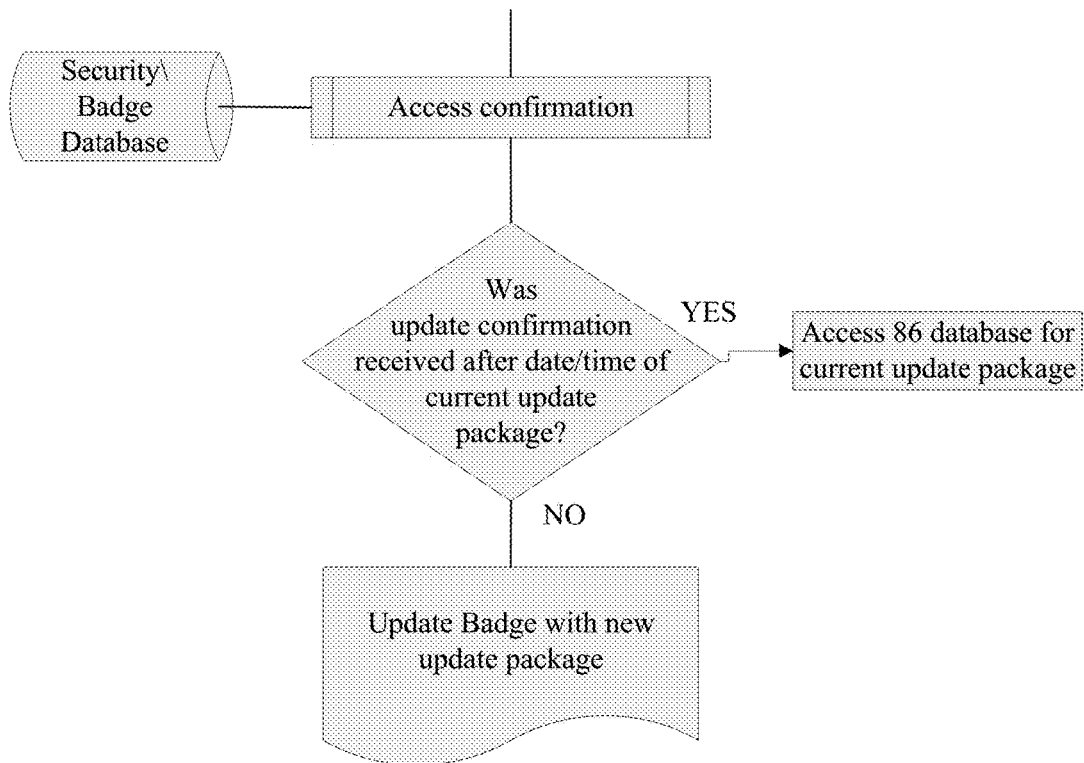 Security\
Badge
Database
Access confirmation
Was
update confirmation
received after date/time of
current update
package?
YES
Access 86 database for
current update package
NO
Update Badge with new
update package